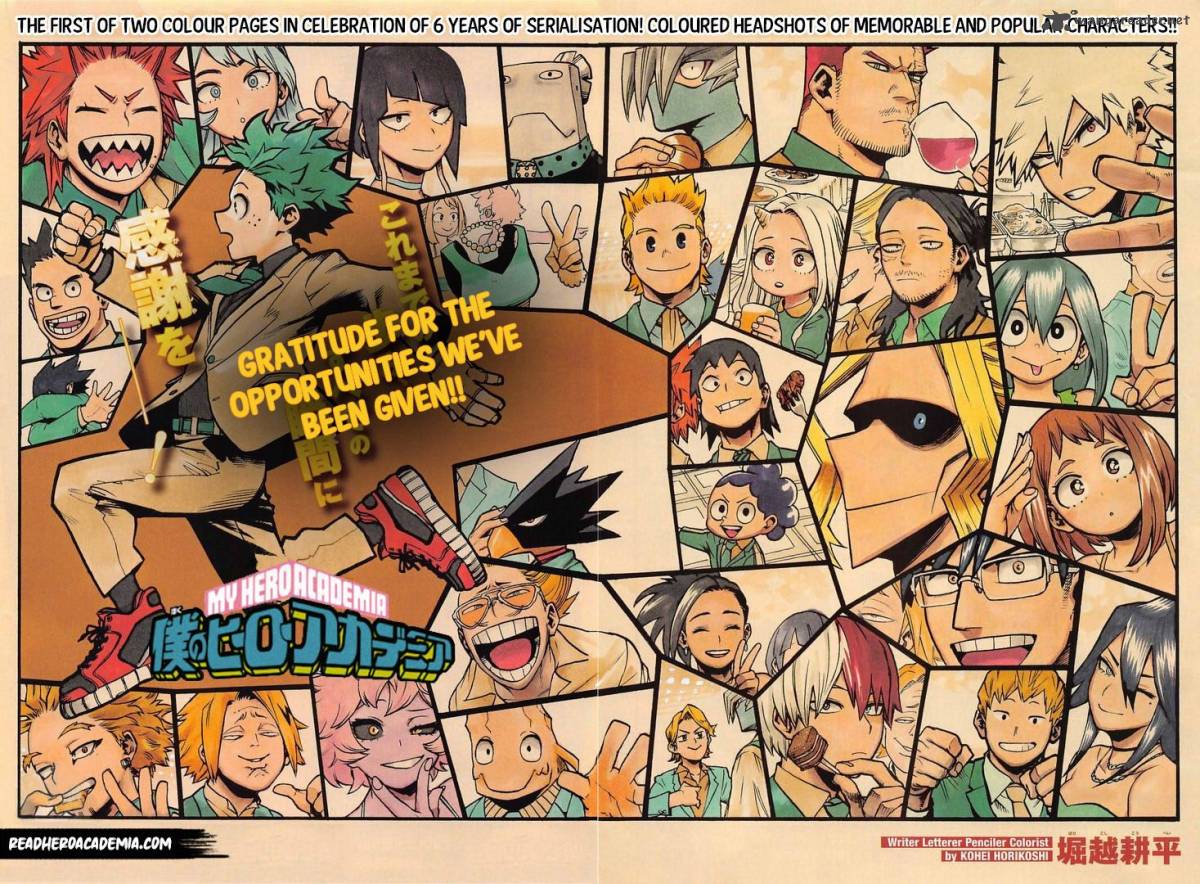 THE FIRST OF TWO COLOUR PAGES IN CELEBRATION OF 6 YEARS OF SERIALISATION! COLOURED HEADSHOTS OF MEMORABLE AND POPULAR CHARACTERS!!
mangareader.net
感謝を
これまで
の
間に
GRATITUDE FOR THE
OPPORTUNITIES WE'VE
BEEN GIVEN!!
MY HERO ACADEMIA
僕のヒーローアカデミア
READHEROACADEMIA.COM
Writer Letterer Penciler Colorist
by KOHEI HORIKOSHI
堀越耕平